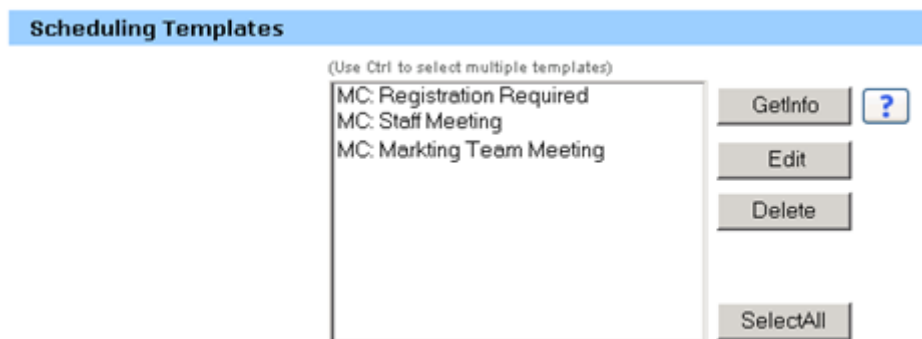 Scheduling Templates
(Use Ctrl to select multiple templates)
MC: Registration Required
MC: Staff Meeting
MC: Markting Team Meeting
GetInfo
?
Edit
Delete
SelectAll